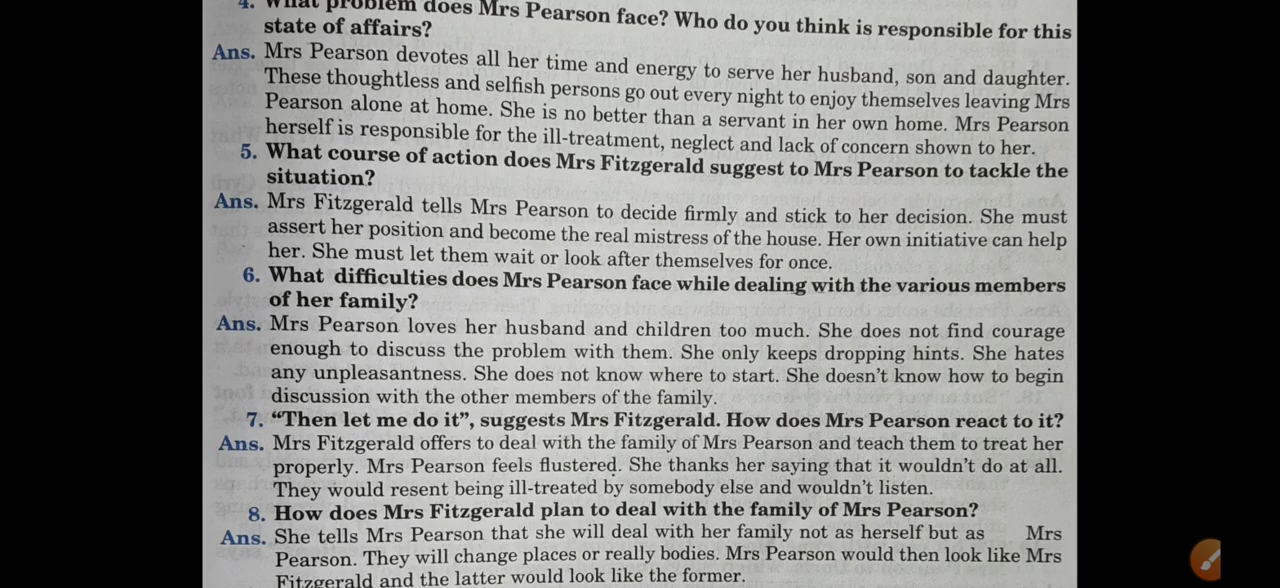 4. What problem does Mrs Pearson face? Who do you think is responsible for this
state of affairs?
Ans. Mrs Pearson devotes all her time and energy to serve her husband, son and daughter.
These thoughtless and selfish persons go out every night to enjoy themselves leaving Mrs
Pearson alone at home. She is no better than a servant in her own home. Mrs Pearson
herself is responsible for the ill-treatment, neglect and lack of concern shown to her.
5. What course of action does Mrs Fitzgerald suggest to Mrs Pearson to tackle the
situation?
Ans. Mrs Fitzgerald tells Mrs Pearson to decide firmly and stick to her decision. She must
assert her position and become the real mistress of the house. Her own initiative can help
her. She must let them wait or look after themselves for once.
6. What difficulties does Mrs Pearson face while dealing with the various members
of her family?
Ans. Mrs Pearson loves her husband and children too much. She does not find courage
enough to discuss the problem with them. She only keeps dropping hints. She hates
any unpleasantness. She does not know where to start. She doesn't know how to begin
discussion with the other members of the family.
7. “Then let me do it”, suggests Mrs Fitzgerald. How does Mrs Pearson react to it?
Ans. Mrs Fitzgerald offers to deal with the family of Mrs Pearson and teach them to treat her
properly. Mrs Pearson feels flustered. She thanks her saying that it wouldn't do at all.
They would resent being ill-treated by somebody else and wouldn't listen.
8. How does Mrs Fitzgerald plan to deal with the family of Mrs Pearson?
Ans. She tells Mrs Pearson that she will deal with her family not as herself but as Mrs
Pearson. They will change places or really bodies. Mrs Pearson would then look like Mrs
Fitzgerald and the latter would look like the former.